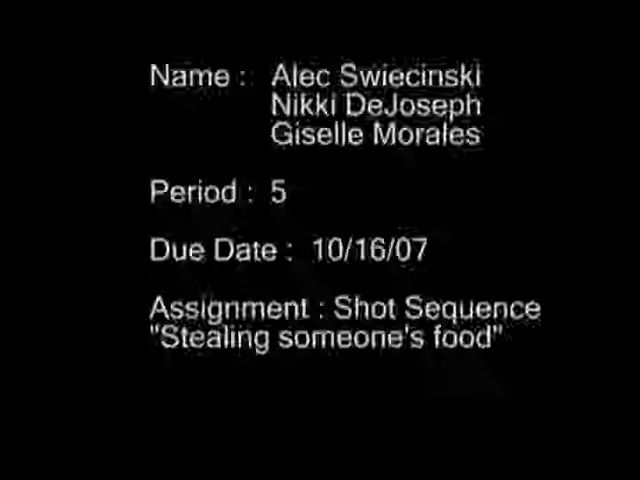 Name : Alec Swiecinski
Nikki DeJoseph
Giselle Morales
Period : 5
Due Date : 10/16/07
Assignment : Shot Sequence
"Stealing someone's food"